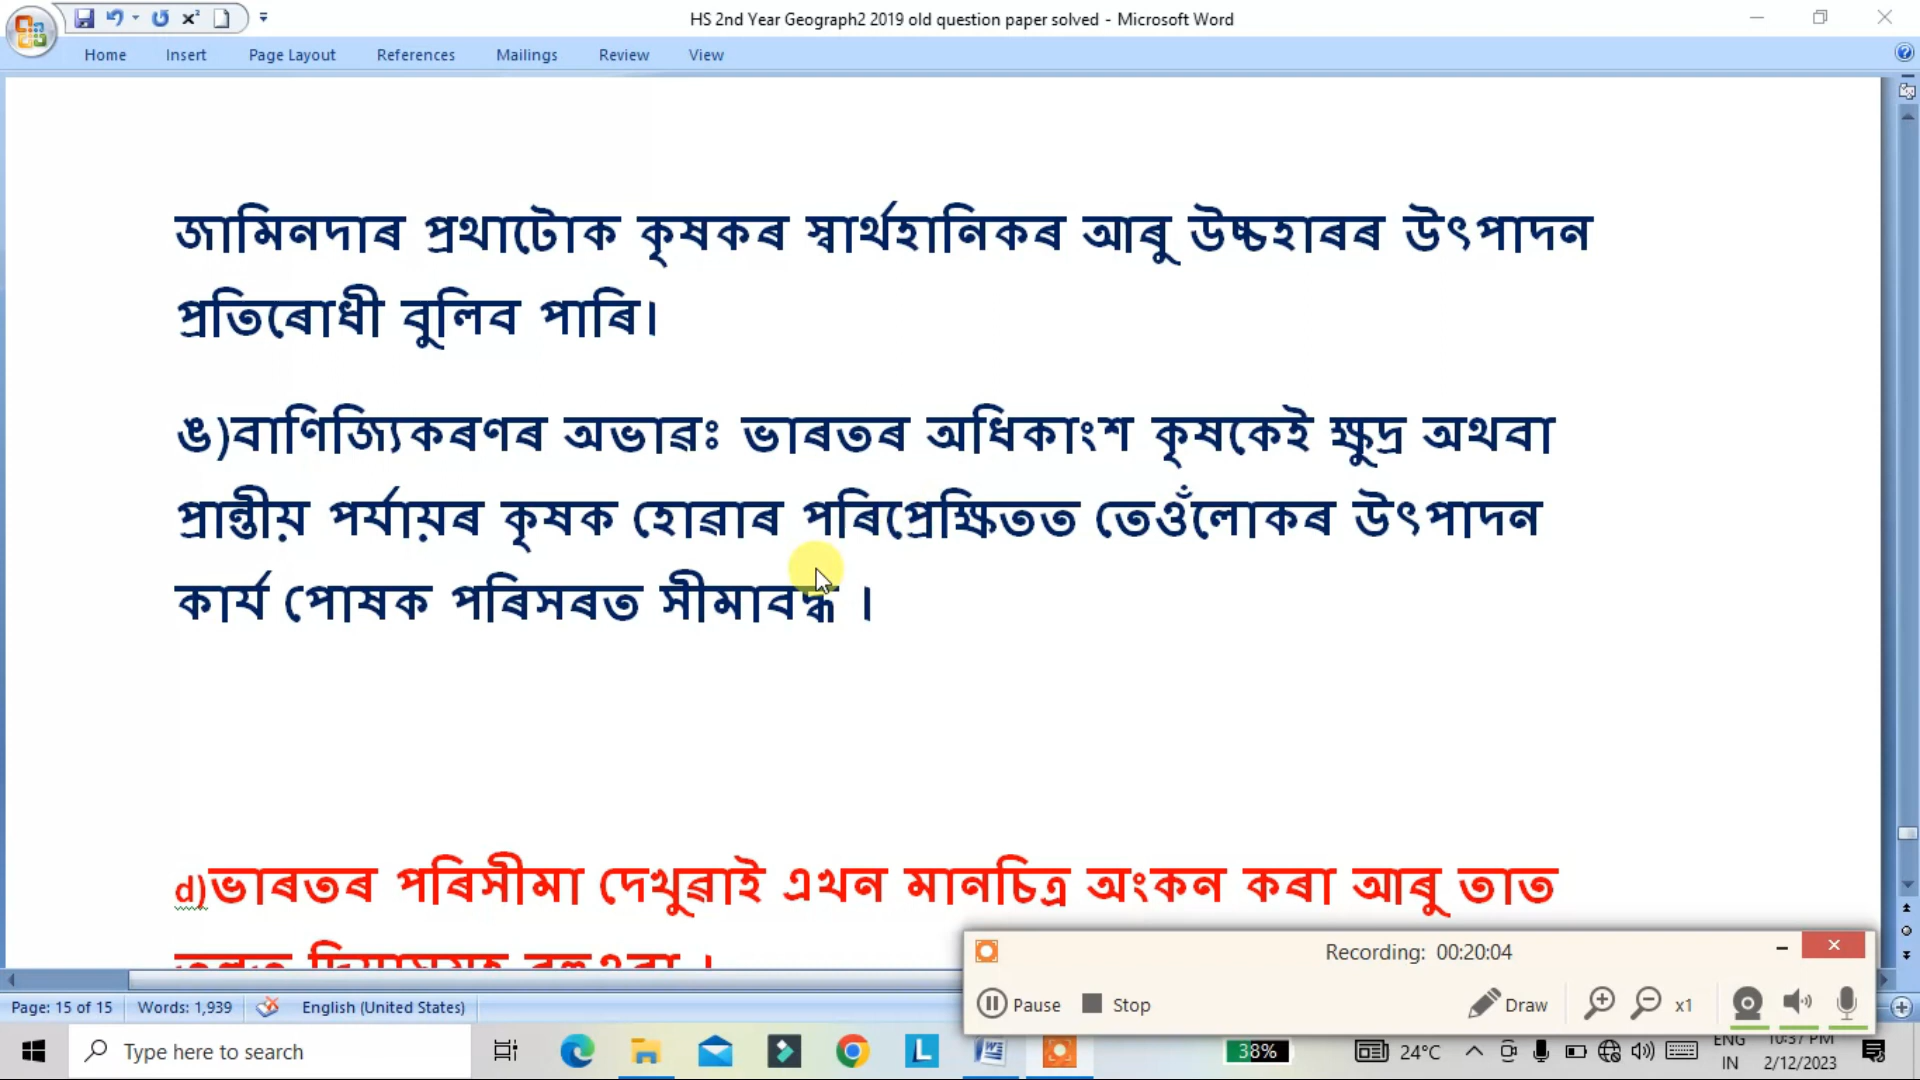 HS 2nd Year Geograph2 2019 old question paper solved - Microsoft Word
Home Insert Page Layout References Mailings Review View
জামিনদাৰ প্ৰথাটোক কৃষকৰ স্বাৰ্থহানিকৰ আৰু উচ্চহাৰৰ উৎপাদন
প্ৰতিৰোধী বুলিব পাৰি।
ঙ)বাণিজ্যিকৰণৰ অভাৱঃ ভাৰতৰ অধিকাংশ কৃষকেই ক্ষুদ্ৰ অথবা
প্ৰান্তীয় পৰ্যায়ৰ কৃষক হোৱাৰ পৰিপ্ৰেক্ষিতত তেওঁলোকৰ উৎপাদন
কাৰ্য পোষক পৰিসৰত সীমাবদ্ধ ।
d)ভাৰতৰ পৰিসীমা দেখুৱাই এখন মানচিত্ৰ অংকন কৰা আৰু তাত
Recording: 00:20:04
Pause Stop Draw x1
Page: 15 of 15 Words: 1,939 English (United States)
Type here to search
38% 24°C ENG 10:37 PM
IN 2/12/2023